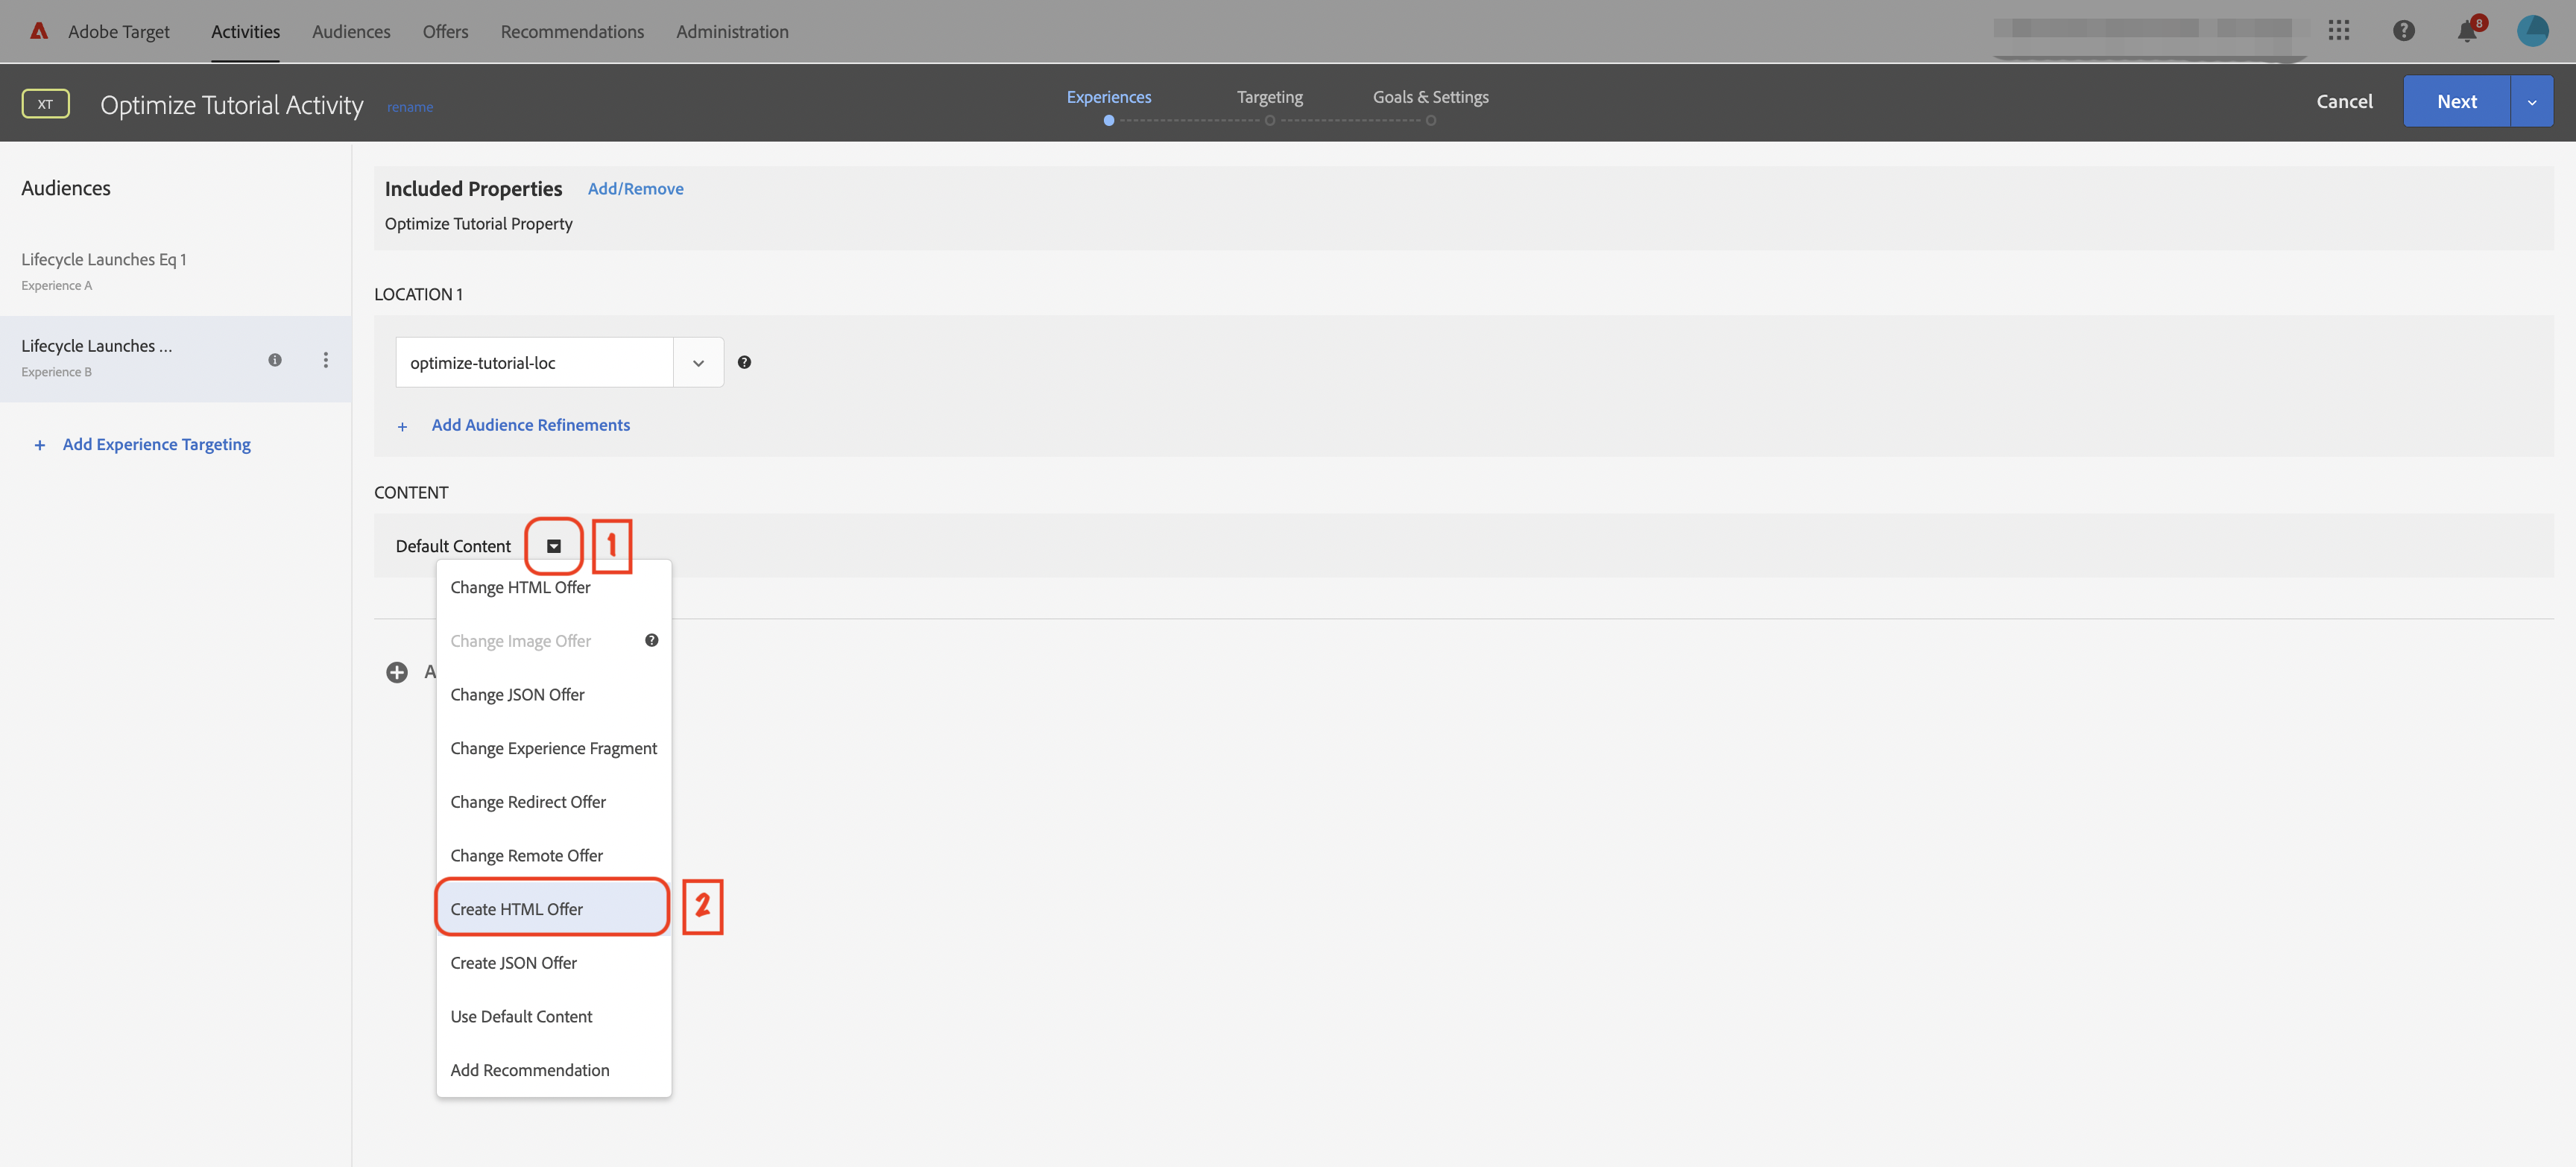 Adobe Target Activities Audiences Offers Recommendations Administration 8
XT Optimize Tutorial Activity rename Experiences Targeting Goals & Settings Cancel Next
Audiences
Lifecycle Launches Eq 1
Experience A
Lifecycle Launches ...
Experience B
+ Add Experience Targeting
Included Properties Add/Remove
Optimize Tutorial Property
LOCATION 1
optimize-tutorial-loc
+ Add Audience Refinements
CONTENT
Default Content 1
Change HTML Offer
Change Image Offer
A
Change JSON Offer
Change Experience Fragment
Change Redirect Offer
Change Remote Offer
Create HTML Offer 2
Create JSON Offer
Use Default Content
Add Recommendation